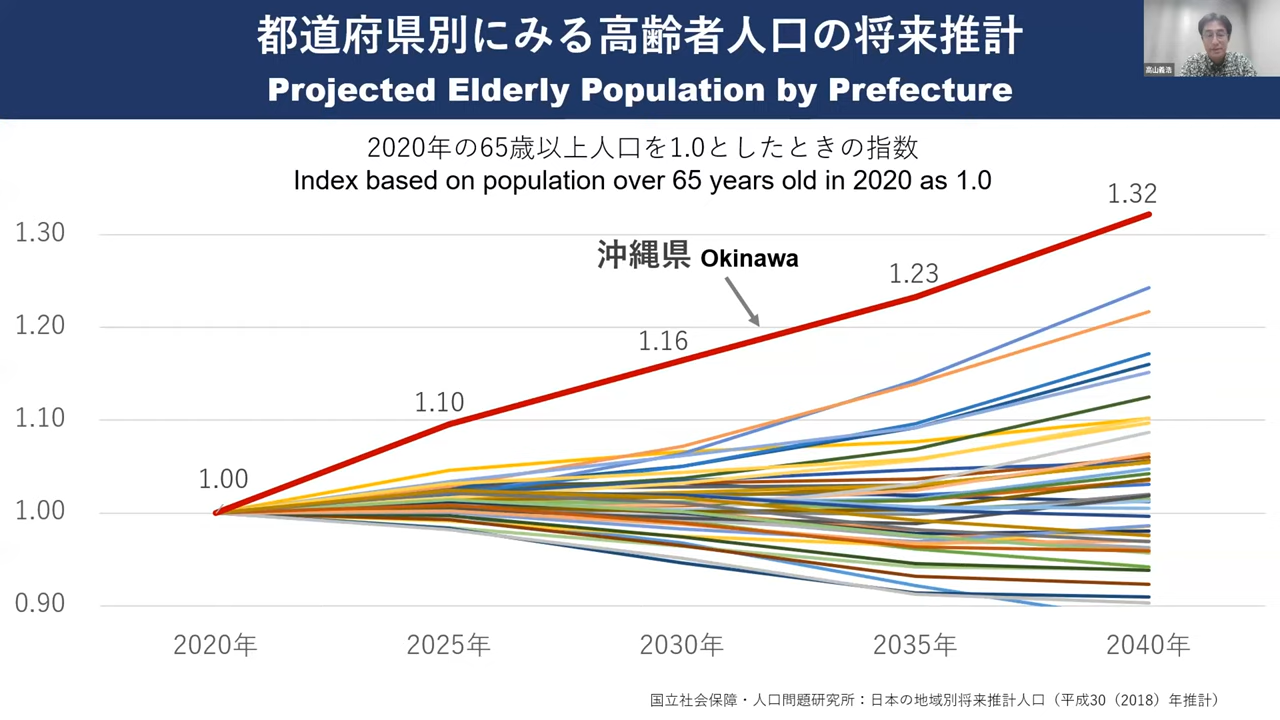 都道府県別にみる高齢者人口の将来推計
Projected Elderly Population by Prefecture
高山義浩
2020年の65歳以上人口を1.0としたときの指数
Index based on population over 65 years old in 2020 as 1.0
1.32
1.30
沖縄県 Okinawa
1.23
1.20
1.16
1.10
1.10
1.00
1.00
0.90
2020年 2025年 2030年 2035年 2040年
国立社会保障・人口問題研究所：日本の地域別将来推計人口（平成30（2018）年推計）